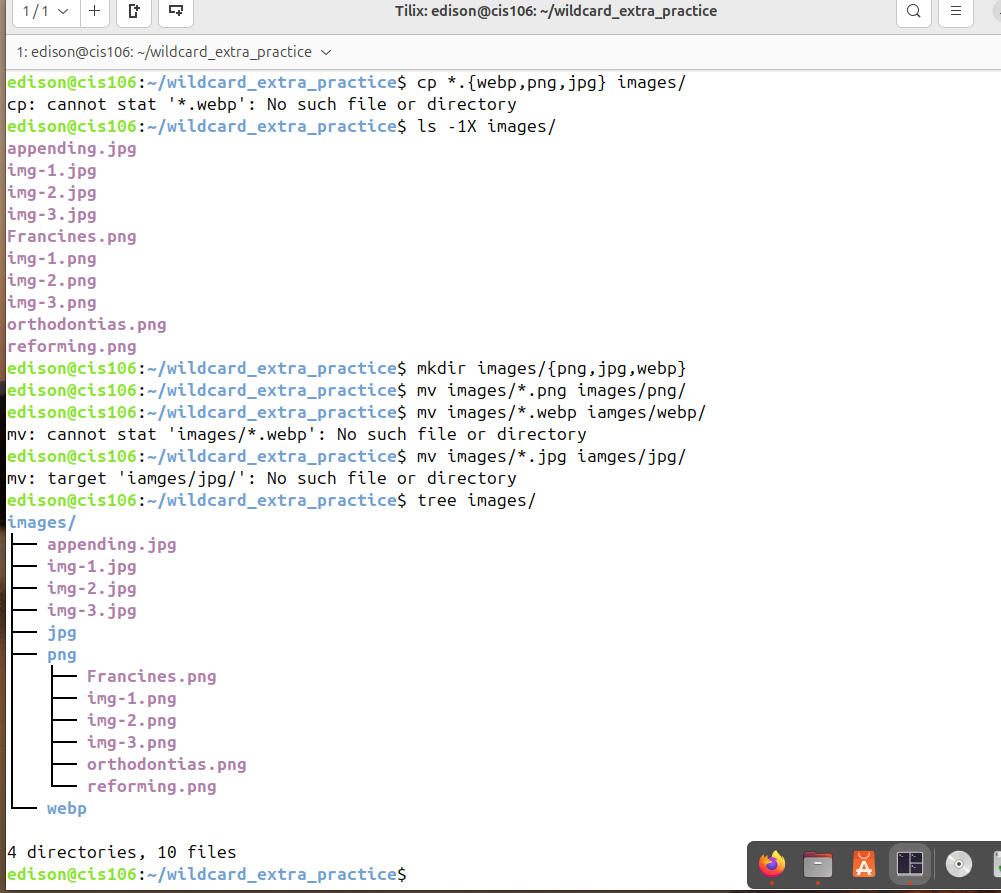 1 / 1
Tilix: edison@cis106: ~/wildcard_extra_practice
1: edison@cis106: ~/wildcard_extra_practice
edison@cis106:~/wildcard_extra_practice$ cp *.{webp,png,jpg} images/
cp: cannot stat '*.webp': No such file or directory
edison@cis106:~/wildcard_extra_practice$ ls -1X images/
appending.jpg
img-1.jpg
img-2.jpg
img-3.jpg
Francines.png
img-1.png
img-2.png
img-3.png
orthodontias.png
reforming.png
edison@cis106:~/wildcard_extra_practice$ mkdir images/{png,jpg,webp}
edison@cis106:~/wildcard_extra_practice$ mv images/*.png images/png/
edison@cis106:~/wildcard_extra_practice$ mv images/*.webp iamges/webp/
mv: cannot stat 'images/*.webp': No such file or directory
edison@cis106:~/wildcard_extra_practice$ mv images/*.jpg iamges/jpg/
mv: target 'iamges/jpg/': No such file or directory
edison@cis106:~/wildcard_extra_practice$ tree images/
images/
appending.jpg
img-1.jpg
img-2.jpg
img-3.jpg
jpg
png
Francines.png
img-1.png
img-2.png
img-3.png
orthodontias.png
reforming.png
webp
4 directories, 10 files
edison@cis106:~/wildcard_extra_practice$